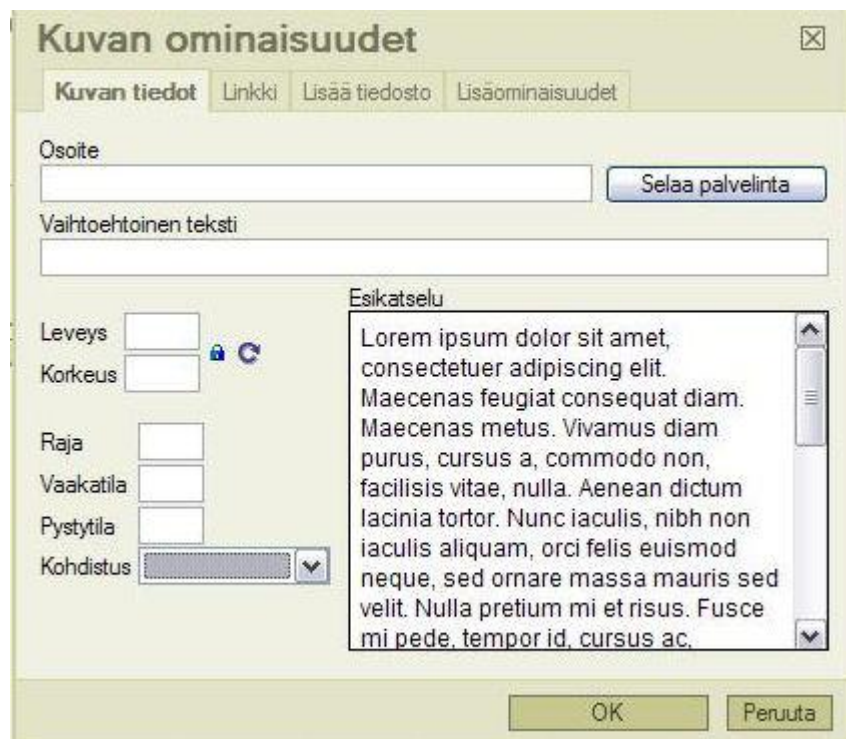 Kuvan ominaisuudet
Kuvan tiedot Linkki Lisää tiedosto Lisäominaisuudet
Osoite
Selaa palvelinta
Vaihtoehtoinen teksti
Leveys
Korkeus
Raja
Vaakatila
Pystytila
Kohdistus
Esikatselu
Lorem ipsum dolor sit amet,
consectetuer adipiscing elit.
Maecenas feugiat consequat diam.
Maecenas metus. Vivamus diam
purus, cursus a, commodo non,
facilisis vitae, nulla. Aenean dictum
lacinia tortor. Nunc iaculis, nibh non
iaculis aliquam, orci felis euismod
neque, sed ornare massa mauris sed
velit. Nulla pretium mi et risus. Fusce
mi pede, tempor id, cursus ac,
OK Peruuta